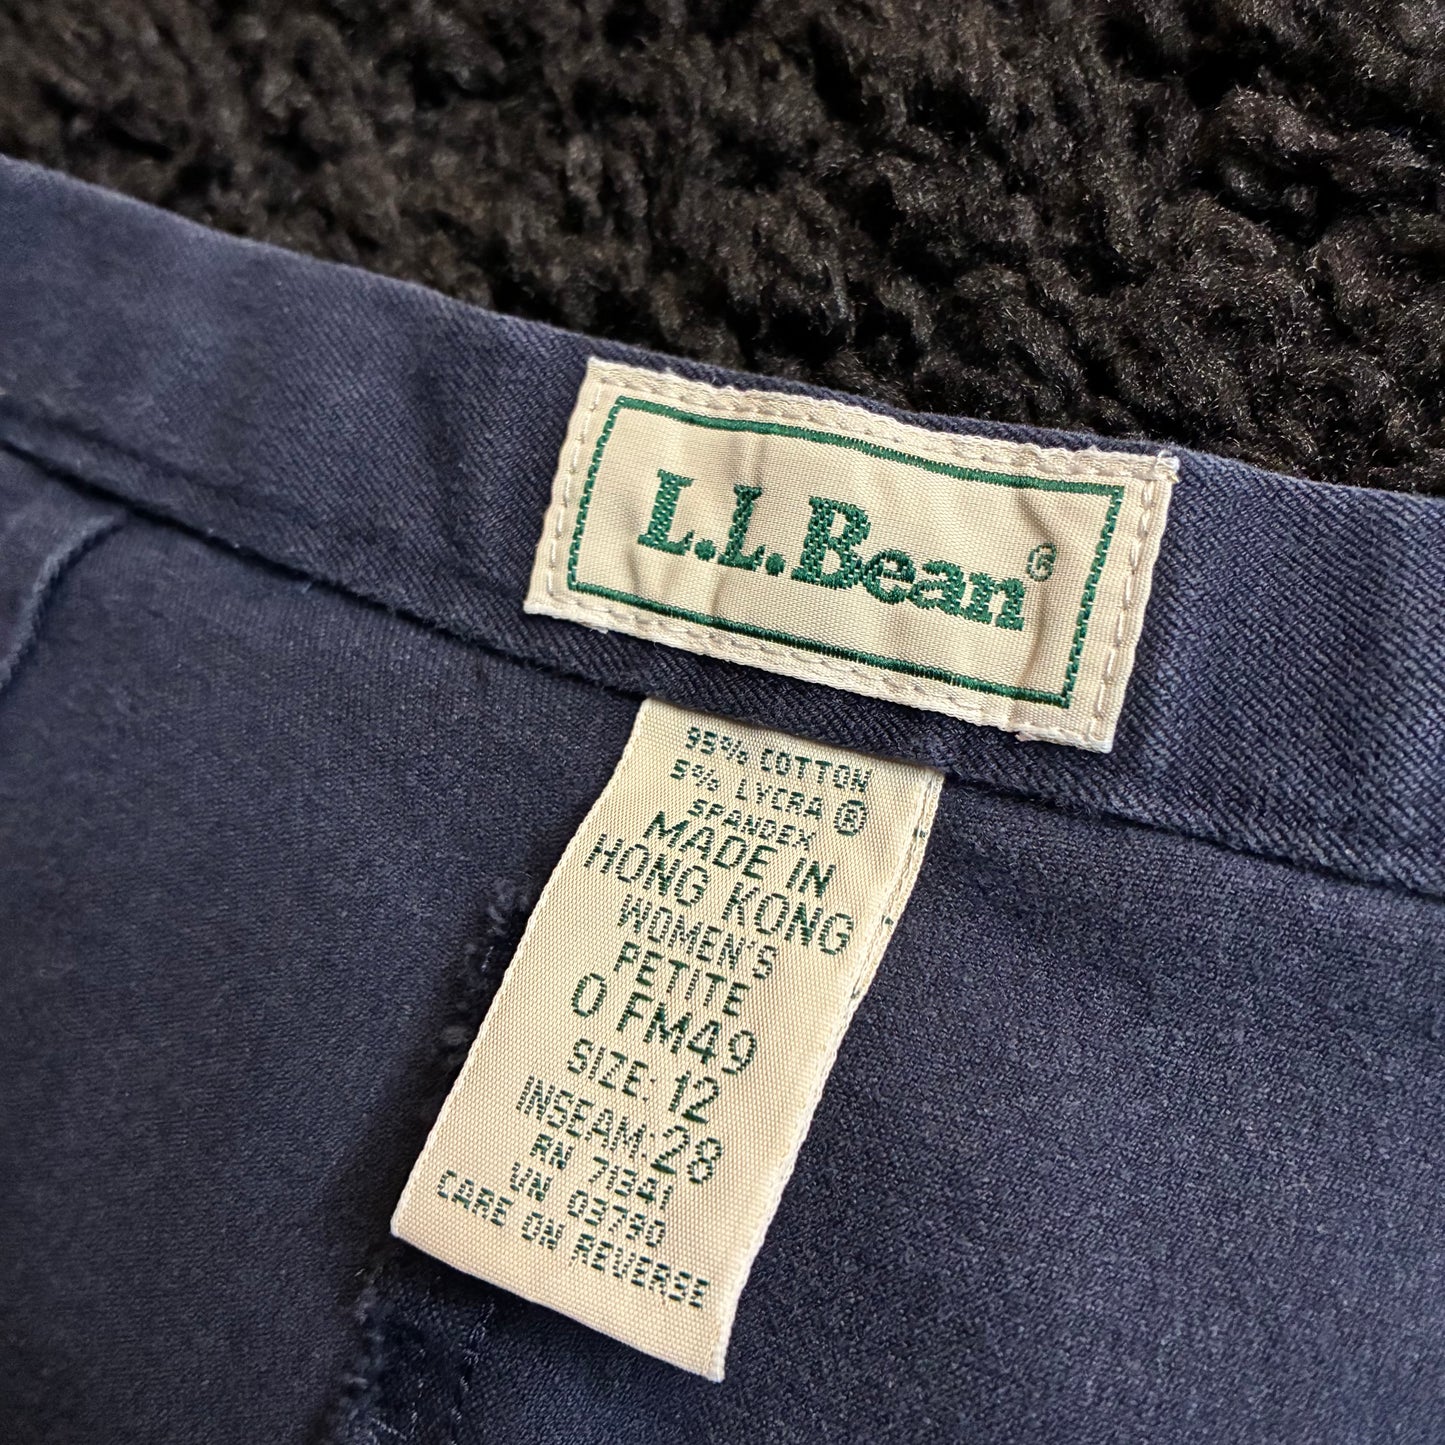 L.L.Bean®
95% COTTON
5% LYCRA ®
SPANDEX
MADE IN
HONG KONG
WOMEN'S
PETITE
0 FM49
SIZE: 12
INSEAM: 28
RN 71341
VN 03790
CARE ON REVERSE